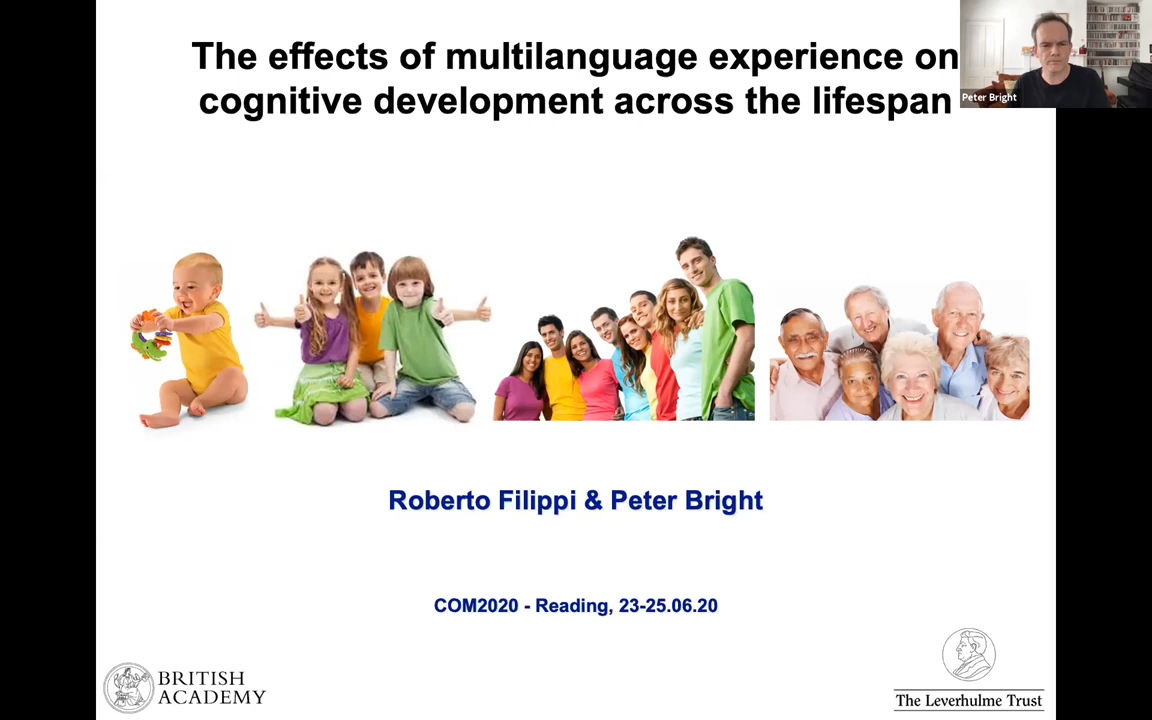 The effects of multilanguage experience on
cognitive development across the lifespan
Peter Bright
Roberto Filippi & Peter Bright
COM2020 - Reading, 23-25.06.20
BRITISH
ACADEMY
The Leverhulme Trust